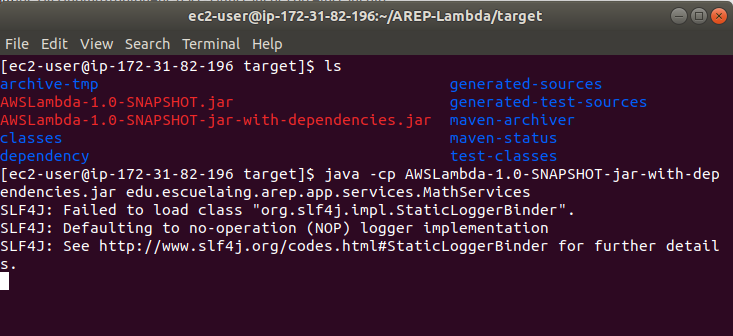 ec2-user@ip-172-31-82-196:~/AREP-Lambda/target
File Edit View Search Terminal Help
[ec2-user@ip-172-31-82-196 target]$ ls
archive-tmp generated-sources
AWSLambda-1.0-SNAPSHOT.jar generated-test-sources
AWSLambda-1.0-SNAPSHOT-jar-with-dependencies.jar maven-archiver
classes maven-status
dependency test-classes
[ec2-user@ip-172-31-82-196 target]$ java -cp AWSLambda-1.0-SNAPSHOT-jar-with-dep
endencies.jar edu.escuelaing.arep.app.services.MathServices
SLF4J: Failed to load class "org.slf4j.impl.StaticLoggerBinder".
SLF4J: Defaulting to no-operation (NOP) logger implementation
SLF4J: See http://www.slf4j.org/codes.html#StaticLoggerBinder for further detail
s.